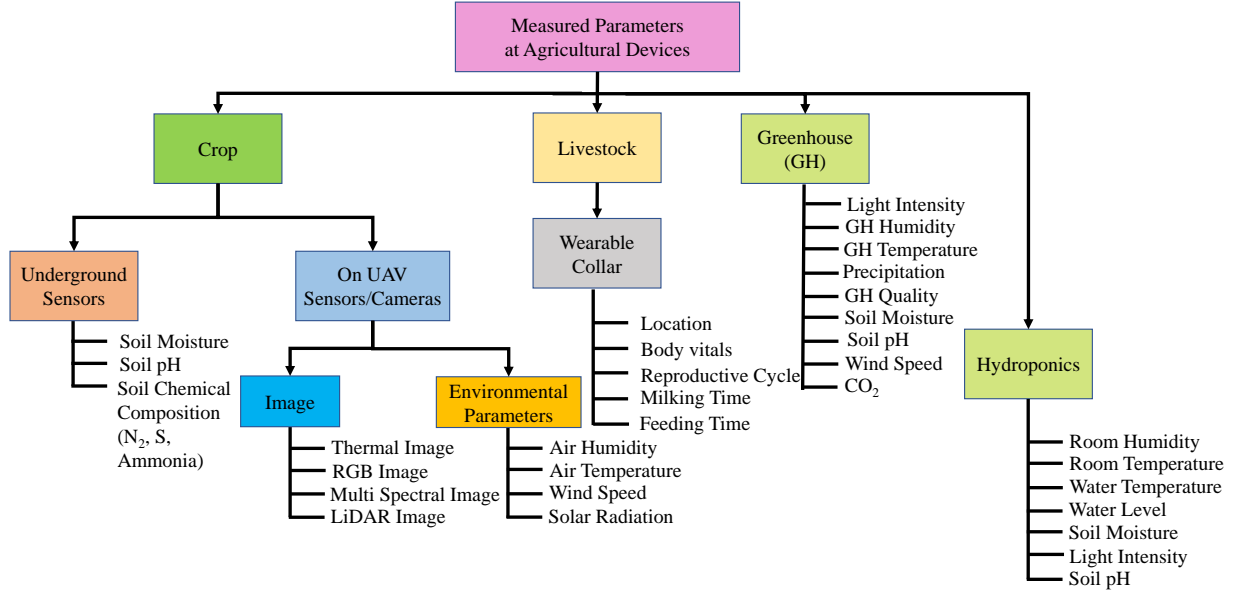 Measured Parameters
at Agricultural Devices
Crop
Livestock
Greenhouse
(GH)
Underground
Sensors
On UAV
Sensors/Cameras
Wearable
Collar
Light Intensity
GH Humidity
GH Temperature
Precipitation
GH Quality
Soil Moisture
Soil pH
Wind Speed
CO₂
Hydroponics
Soil Moisture
Soil pH
Soil Chemical
Composition
(N₂, S,
Ammonia)
Image
Environmental
Parameters
Location
Body vitals
Reproductive Cycle
Milking Time
Feeding Time
Thermal Image
RGB Image
Multi Spectral Image
LiDAR Image
Air Humidity
Air Temperature
Wind Speed
Solar Radiation
Room Humidity
Room Temperature
Water Temperature
Water Level
Soil Moisture
Light Intensity
Soil pH